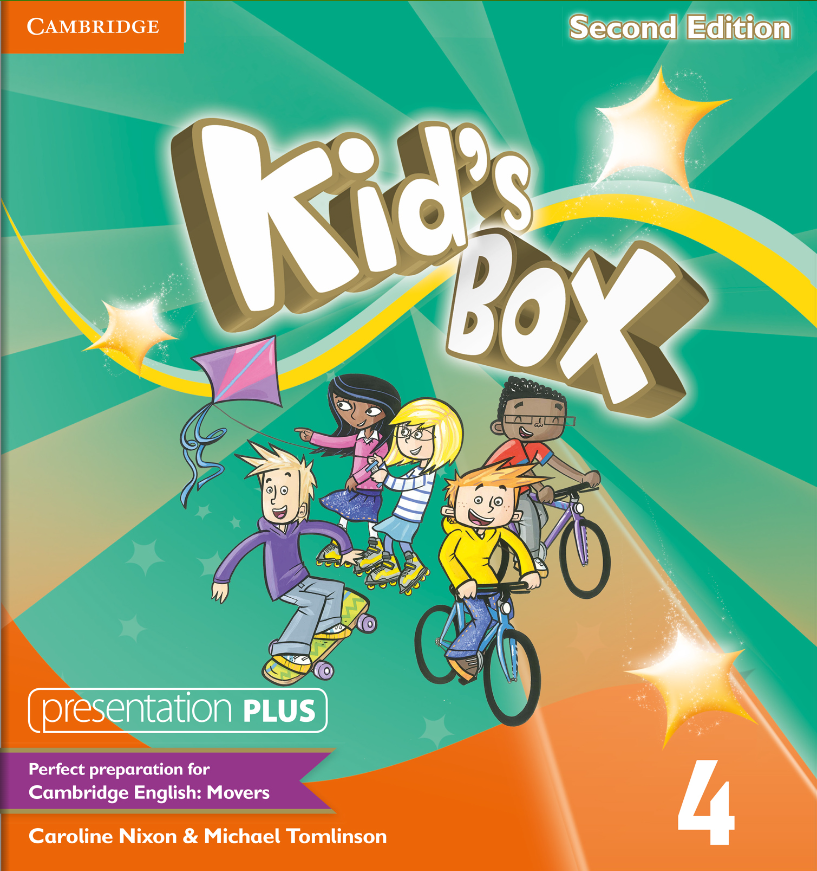 CAMBRIDGE
Second Edition
Kid's
Box
presentation PLUS
Perfect preparation for
Cambridge English: Movers
Caroline Nixon & Michael Tomlinson
4